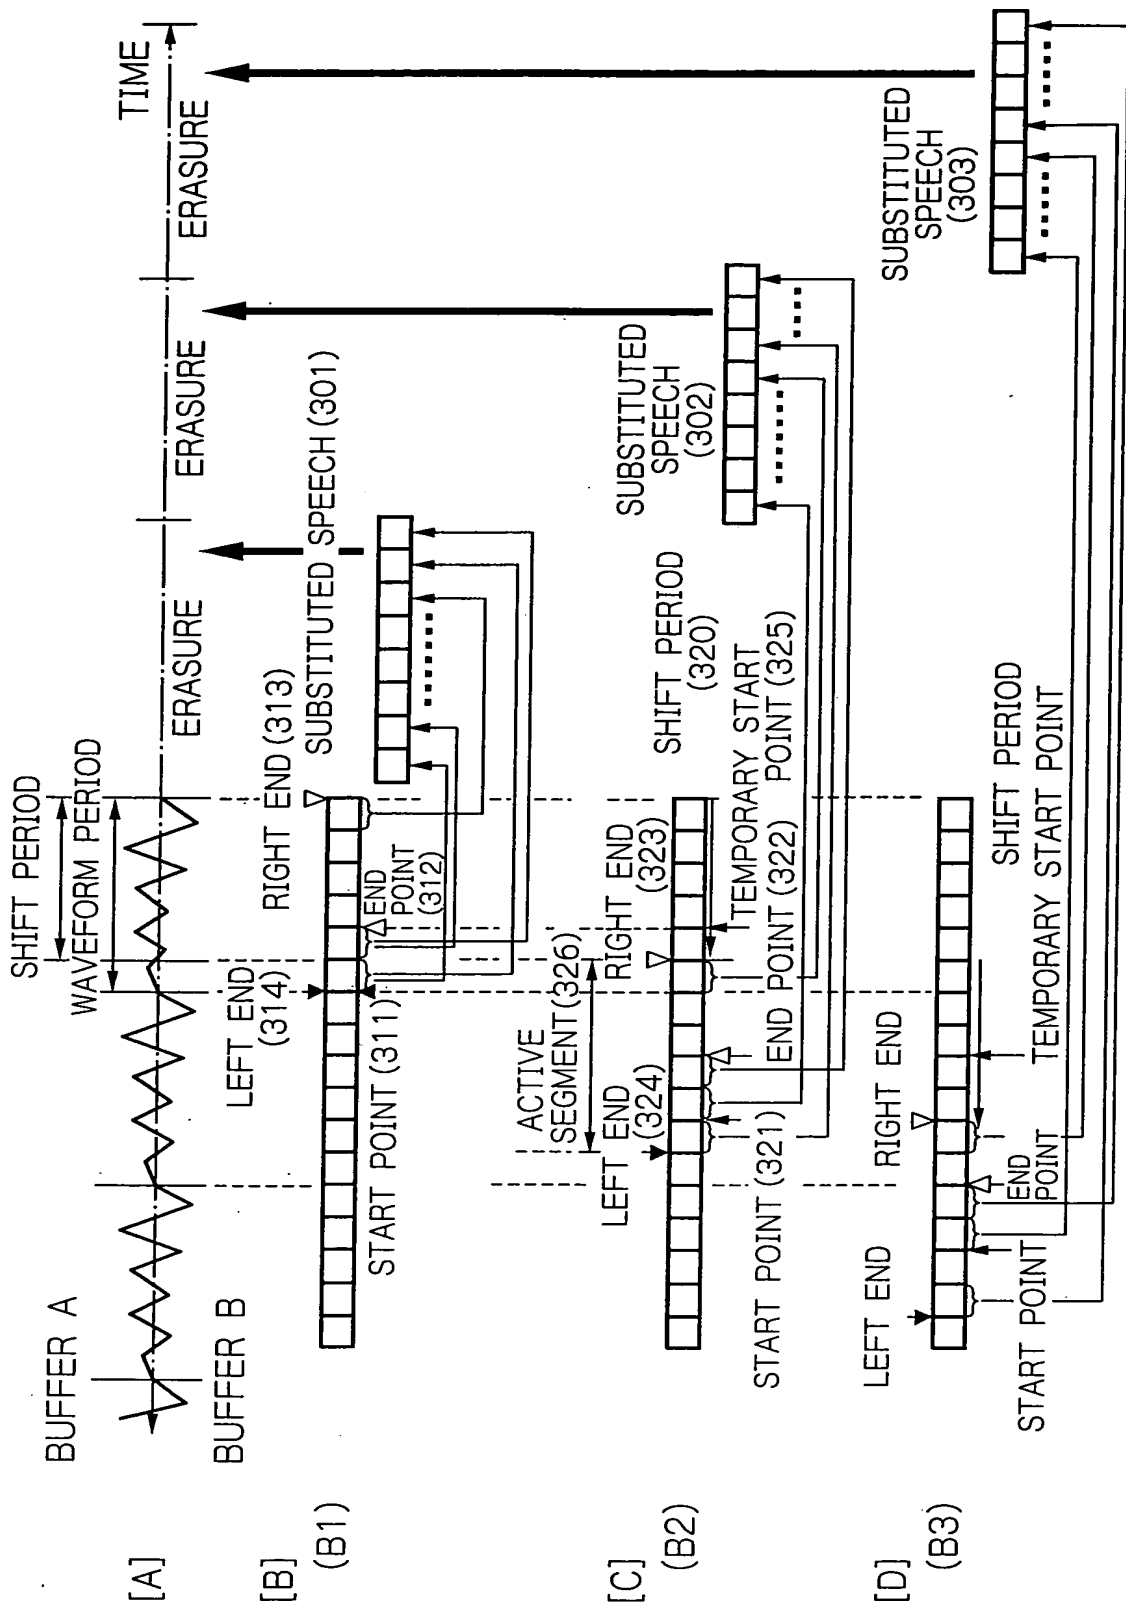 [A]
BUFFER A
BUFFER B
SHIFT PERIOD
WAVEFORM PERIOD
ERASURE
ERASURE
ERASURE
TIME
[B]
(B1)
LEFT END
(314)
RIGHT END (313)
START POINT (311)
END
POINT
(312)
SUBSTITUTED SPEECH (301)
[C]
(B2)
ACTIVE
SEGMENT (326)
LEFT END
(324)
RIGHT END
(323)
SHIFT PERIOD
(320)
START POINT (321)
END POINT (322)
TEMPORARY START
POINT (325)
SUBSTITUTED
SPEECH
(302)
[D]
(B3)
LEFT END
RIGHT END
START POINT
END
POINT
TEMPORARY START POINT
SHIFT PERIOD
SUBSTITUTED
SPEECH
(303)